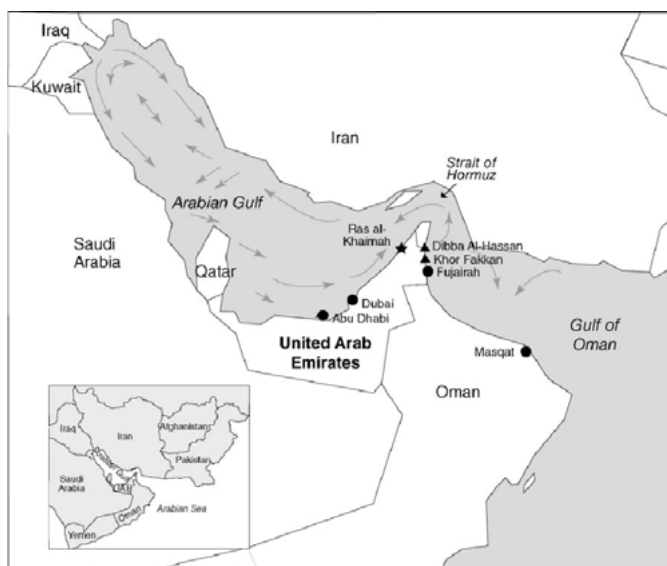 Iraq
Kuwait
Iran
Strait of
Hormuz
Arabian Gulf
Ras al-
Khaimah
Dibba Al-Hassan
Khor Fakkan
Fujairah
Saudi
Arabia
Qatar
Dubai
Abu Dhabi
United Arab
Emirates
Gulf of
Oman
Masqat
Oman
Iraq
Iran
Afghanistan
Pakistan
Saudi
Arabia
UAE
Oman
Arabian Sea
Yemen